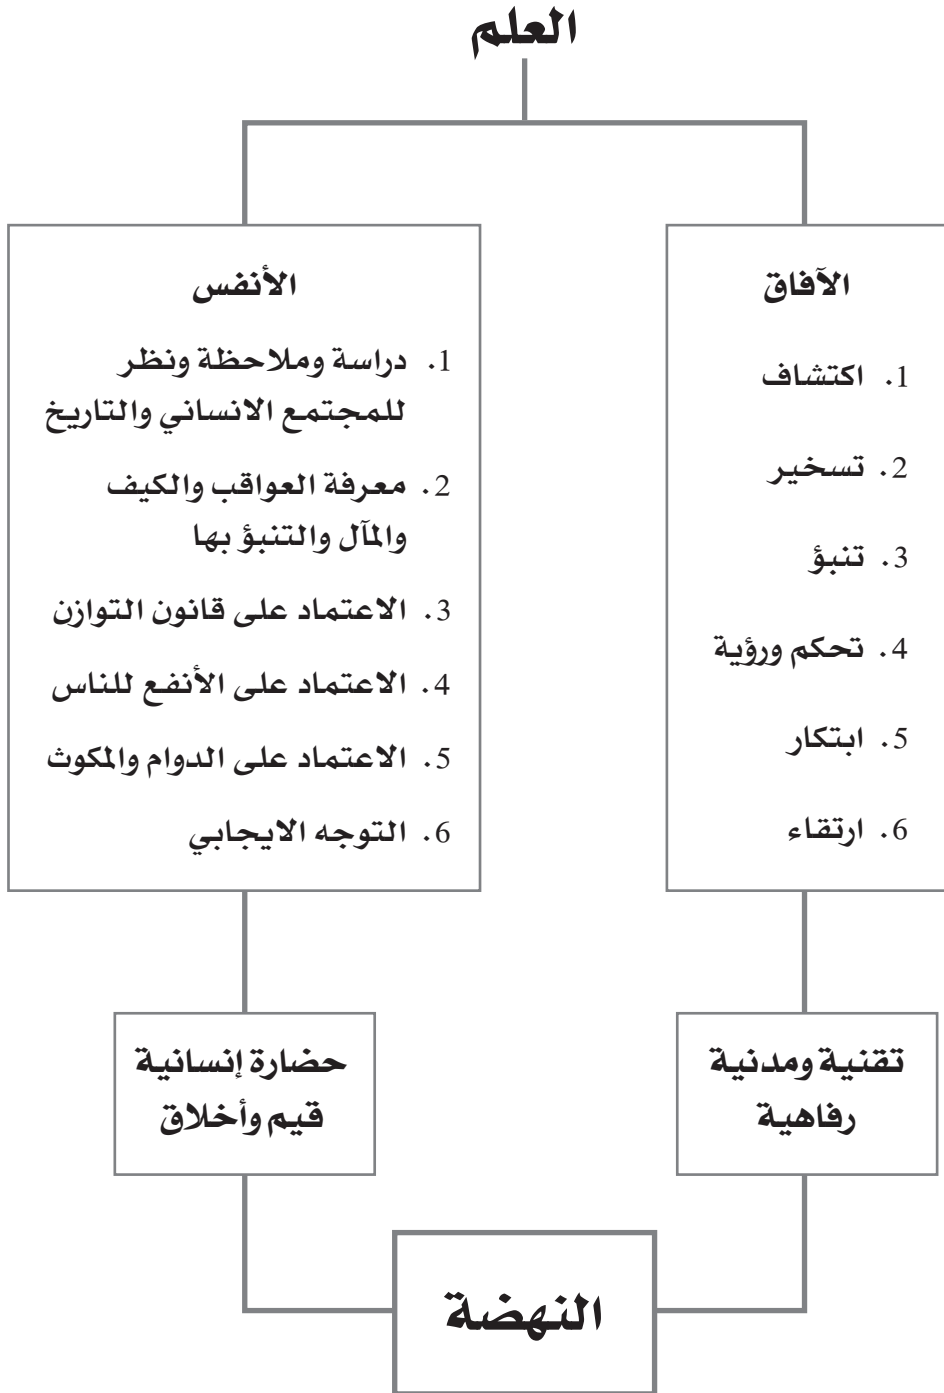 العلم
الآفاق
1. اكتشاف
2. تسخير
3. تنبؤ
4. تحكم ورؤية
5. ابتكار
6. ارتقاء
الأنفس
1. دراسة وملاحظة ونظر
للمجتمع الانساني والتاريخ
2. معرفة العواقب والكيف
والمآل والتنبؤ بها
3. الاعتماد على قانون التوازن
4. الاعتماد على الأنفع للناس
5. الاعتماد على الدوام والمكوث
6. التوجه الايجابي
تقنية ومدنية
رفاهية
حضارة إنسانية
قيم وأخلاق
النهضة